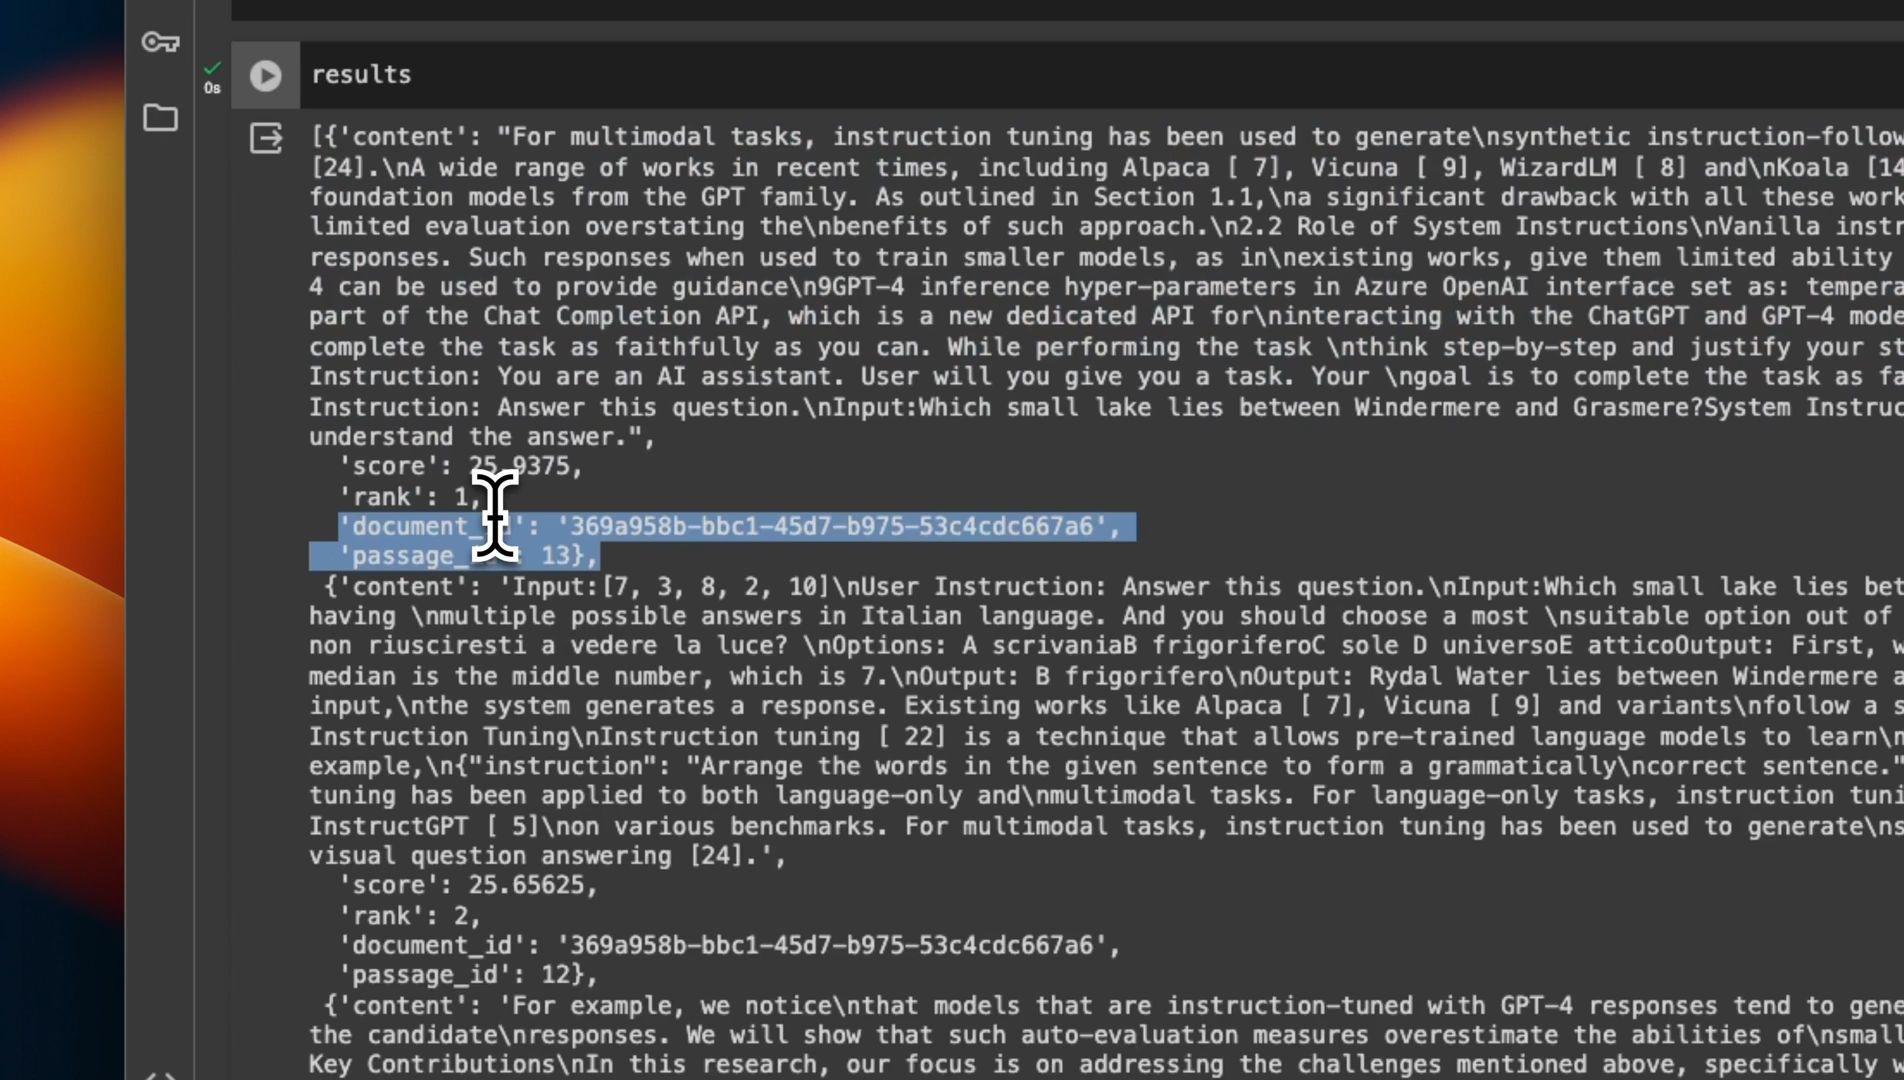 results
0s
[{'content': "For multimodal tasks, instruction tuning has been used to generate\nsynthetic instruction-follow
[24].\nA wide range of works in recent times, including Alpaca [ 7], Vicuna [ 9], WizardLM [ 8] and\nKoala [14
foundation models from the GPT family. As outlined in Section 1.1,\na significant drawback with all these work
limited evaluation overstating the\nbenefits of such approach.\n2.2 Role of System Instructions\nVanilla instr
responses. Such responses when used to train smaller models, as in\nexisting works, give them limited ability
4 can be used to provide guidance\n9GPT-4 inference hyper-parameters in Azure OpenAI interface set as: tempera
part of the Chat Completion API, which is a new dedicated API for\ninteracting with the ChatGPT and GPT-4 mode
complete the task as faithfully as you can. While performing the task \nthink step-by-step and justify your st
Instruction: You are an AI assistant. User will you give you a task. Your \ngoal is to complete the task as fa
Instruction: Answer this question.\nInput:Which small lake lies between Windermere and Grasmere?System Instruc
understand the answer.",
'score': 25.9375,
'rank': 1,
'document_id': '369a958b-bbc1-45d7-b975-53c4cdc667a6',
'passage_id': 13},
{'content': 'Input:[7, 3, 8, 2, 10]\nUser Instruction: Answer this question.\nInput:Which small lake lies bet
having \nmultiple possible answers in Italian language. And you should choose a most \nsuitable option out of
non riusciresti a vedere la luce? \nOptions: A scrivaniaB frigoriferoC sole D universoE atticoOutput: First, w
median is the middle number, which is 7.\nOutput: B frigorifero\nOutput: Rydal Water lies between Windermere a
input,\nthe system generates a response. Existing works like Alpaca [ 7], Vicuna [ 9] and variants\nfollow a s
Instruction Tuning\nInstruction tuning [ 22] is a technique that allows pre-trained language models to learn\n
example,\n{"instruction": "Arrange the words in the given sentence to form a grammatically\ncorrect sentence."
tuning has been applied to both language-only and\nmultimodal tasks. For language-only tasks, instruction tuni
InstructGPT [ 5]\non various benchmarks. For multimodal tasks, instruction tuning has been used to generate\ns
visual question answering [24].',
'score': 25.65625,
'rank': 2,
'document_id': '369a958b-bbc1-45d7-b975-53c4cdc667a6',
'passage_id': 12},
{'content': 'For example, we notice\nthat models that are instruction-tuned with GPT-4 responses tend to gene
the candidate\nresponses. We will show that such auto-evaluation measures overestimate the abilities of\nsmall
Key Contributions\nIn this research, our focus is on addressing the challenges mentioned above, specifically w